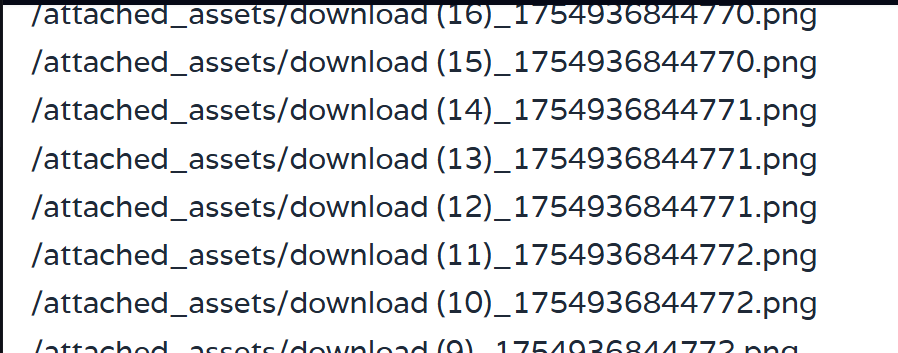 /attached_assets/download (16)_1754936844770.png
/attached_assets/download (15)_1754936844770.png
/attached_assets/download (14)_1754936844771.png
/attached_assets/download (13)_1754936844771.png
/attached_assets/download (12)_1754936844771.png
/attached_assets/download (11)_1754936844772.png
/attached_assets/download (10)_1754936844772.png
/attached_assets/download (9)_1754936844772.png